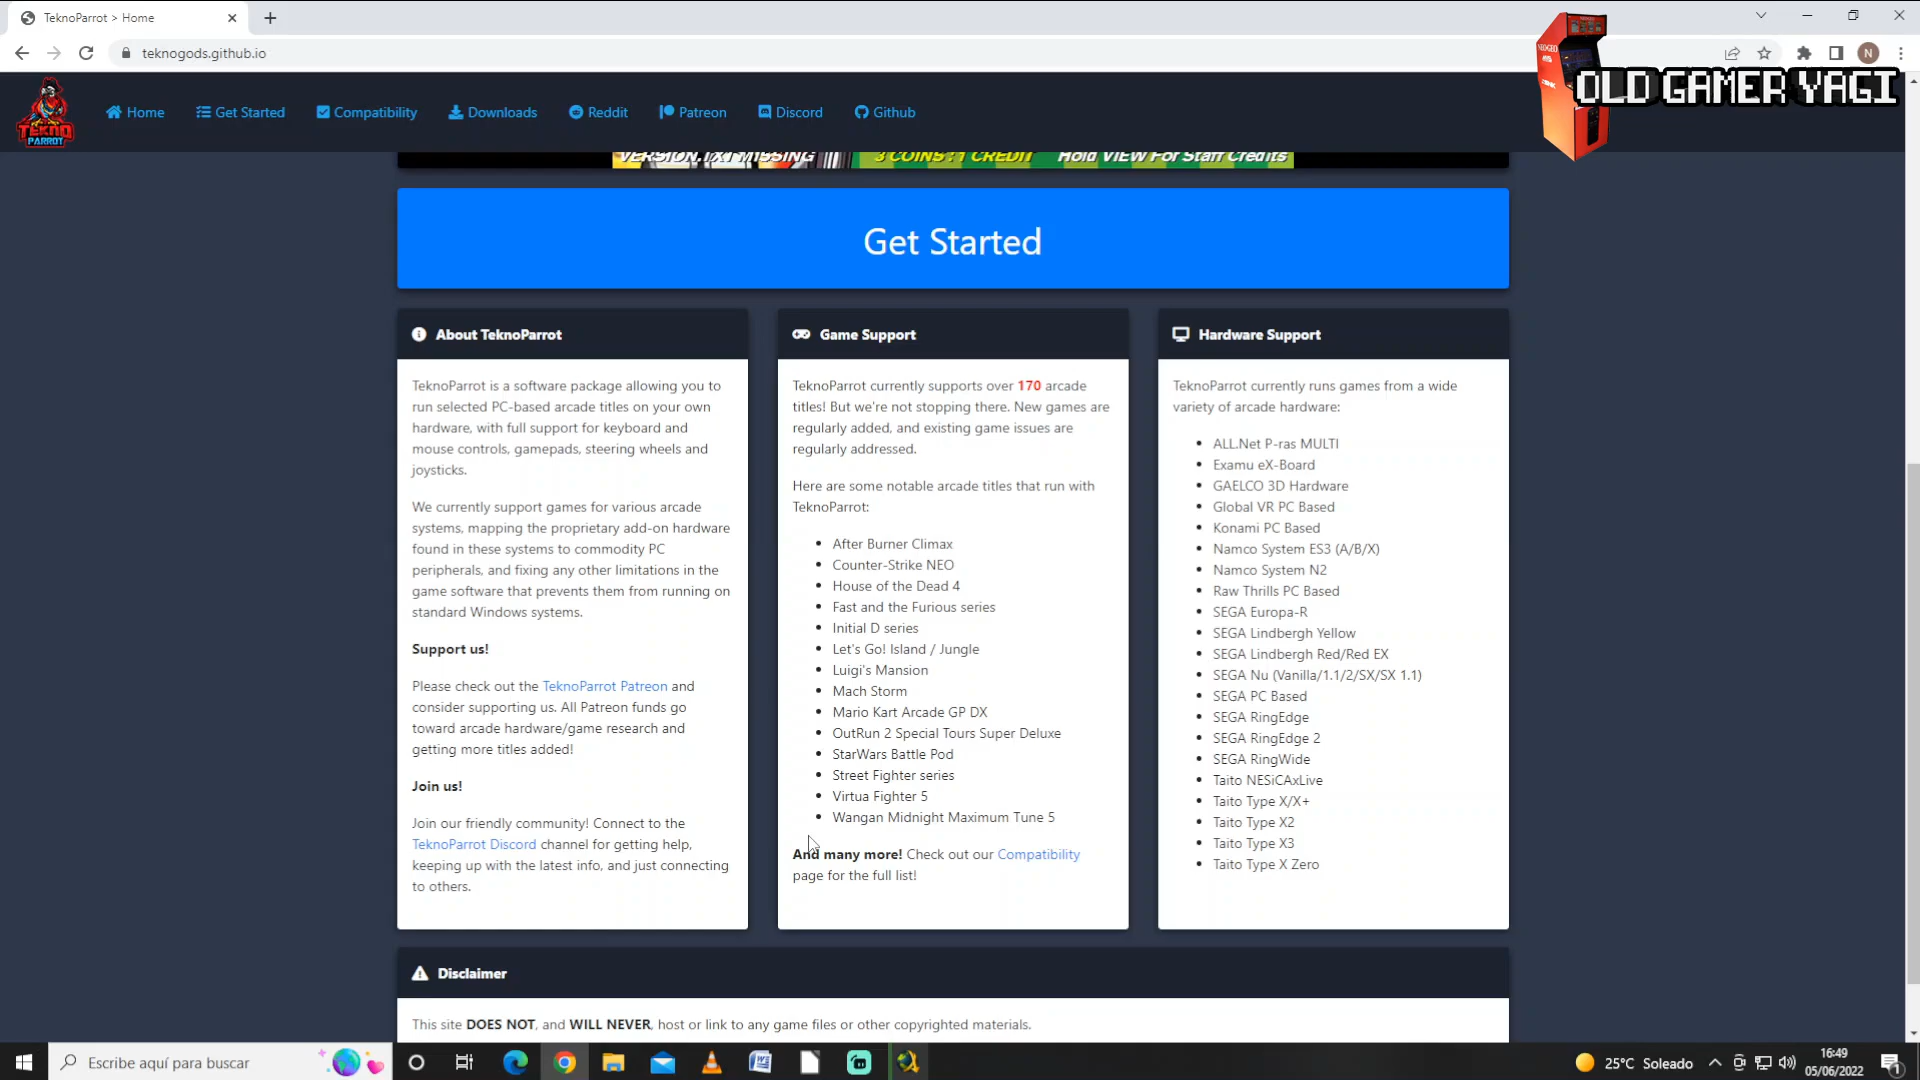 TeknoParrot > Home
teknogods.github.io
N
OLD GAMER YAGI
TEKNO
PARROT
Home
Get Started
Compatibility
Downloads
Reddit
Patreon
Discord
Github
VERSION.TXT MISSING
3 COINS : 1 CREDIT
Hold VIEW For Staff Credits
Get Started
About TeknoParrot
TeknoParrot is a software package allowing you to
run selected PC-based arcade titles on your own
hardware, with full support for keyboard and
mouse controls, gamepads, steering wheels and
joysticks.
We currently support games for various arcade
systems, mapping the proprietary add-on hardware
found in these systems to commodity PC
peripherals, and fixing any other limitations in the
game software that prevents them from running on
standard Windows systems.
Support us!
Please check out the TeknoParrot Patreon and
consider supporting us. All Patreon funds go
toward arcade hardware/game research and
getting more titles added!
Join us!
Join our friendly community! Connect to the
TeknoParrot Discord channel for getting help,
keeping up with the latest info, and just connecting
to others.
Game Support
TeknoParrot currently supports over 170 arcade
titles! But we're not stopping there. New games are
regularly added, and existing game issues are
regularly addressed.
Here are some notable arcade titles that run with
TeknoParrot:
After Burner Climax
Counter-Strike NEO
House of the Dead 4
Fast and the Furious series
Initial D series
Let's Go! Island / Jungle
Luigi's Mansion
Mach Storm
Mario Kart Arcade GP DX
OutRun 2 Special Tours Super Deluxe
StarWars Battle Pod
Street Fighter series
Virtua Fighter 5
Wangan Midnight Maximum Tune 5
And many more! Check out our Compatibility
page for the full list!
Hardware Support
TeknoParrot currently runs games from a wide
variety of arcade hardware:
ALL.Net P-ras MULTI
Examu eX-Board
GAELCO 3D Hardware
Global VR PC Based
Konami PC Based
Namco System ES3 (A/B/X)
Namco System N2
Raw Thrills PC Based
SEGA Europa-R
SEGA Lindbergh Yellow
SEGA Lindbergh Red/Red EX
SEGA Nu (Vanilla/1.1/2/SX/SX 1.1)
SEGA PC Based
SEGA RingEdge
SEGA RingEdge 2
SEGA RingWide
Taito NESiCAxLive
Taito Type X/X+
Taito Type X2
Taito Type X3
Taito Type X Zero
Disclaimer
This site DOES NOT, and WILL NEVER, host or link to any game files or other copyrighted materials.
Escribe aquí para buscar
25°C Soleado
16:49
05/06/2022
1